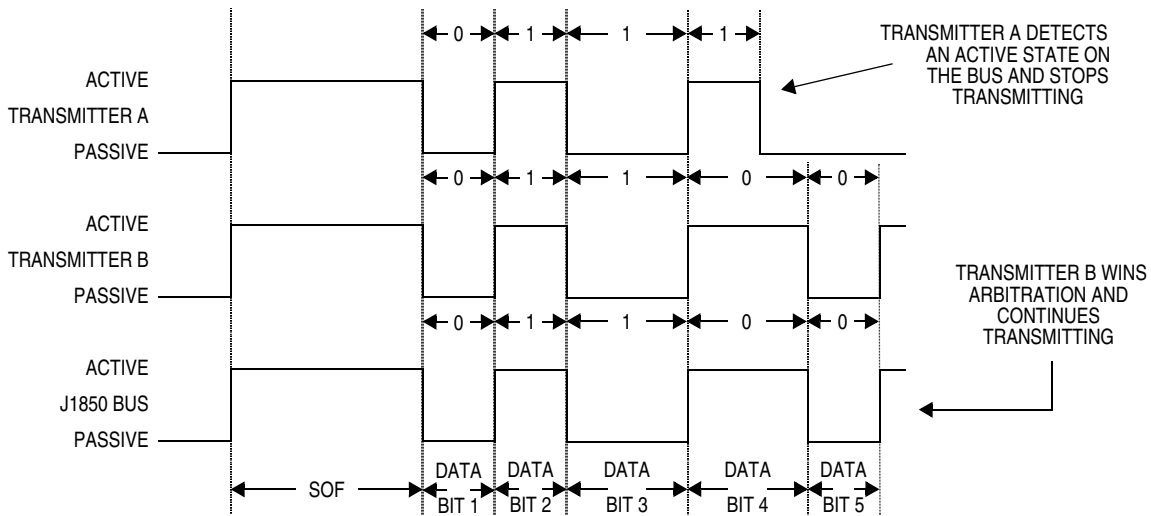 0 1 1 1
TRANSMITTER A DETECTS
AN ACTIVE STATE ON
THE BUS AND STOPS
TRANSMITTING
ACTIVE
TRANSMITTER A
PASSIVE
0 1 1 0 0
ACTIVE
TRANSMITTER B
PASSIVE
TRANSMITTER B WINS
ARBITRATION AND
CONTINUES
TRANSMITTING
0 1 1 0 0
ACTIVE
J1850 BUS
PASSIVE
SOF
DATA
BIT 1
DATA
BIT 2
DATA
BIT 3
DATA
BIT 4
DATA
BIT 5